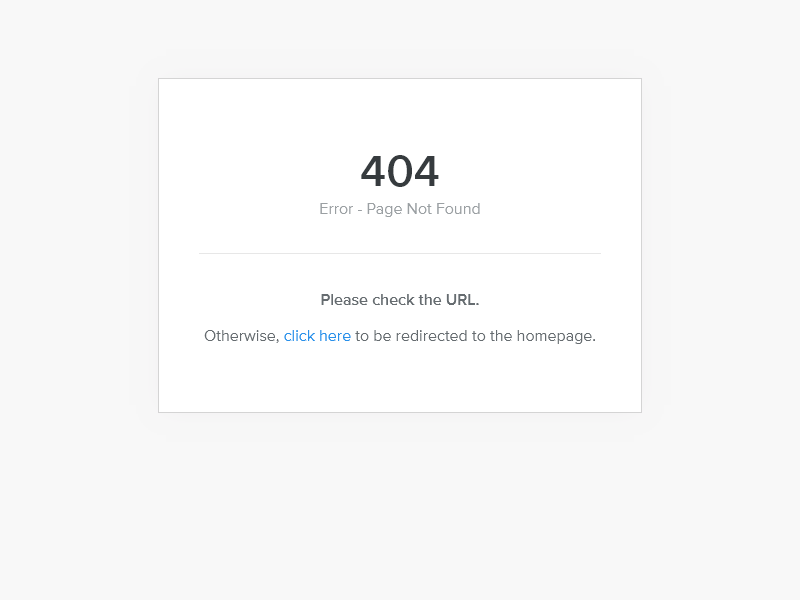 404
Error - Page Not Found
Please check the URL.
Otherwise, click here to be redirected to the homepage.